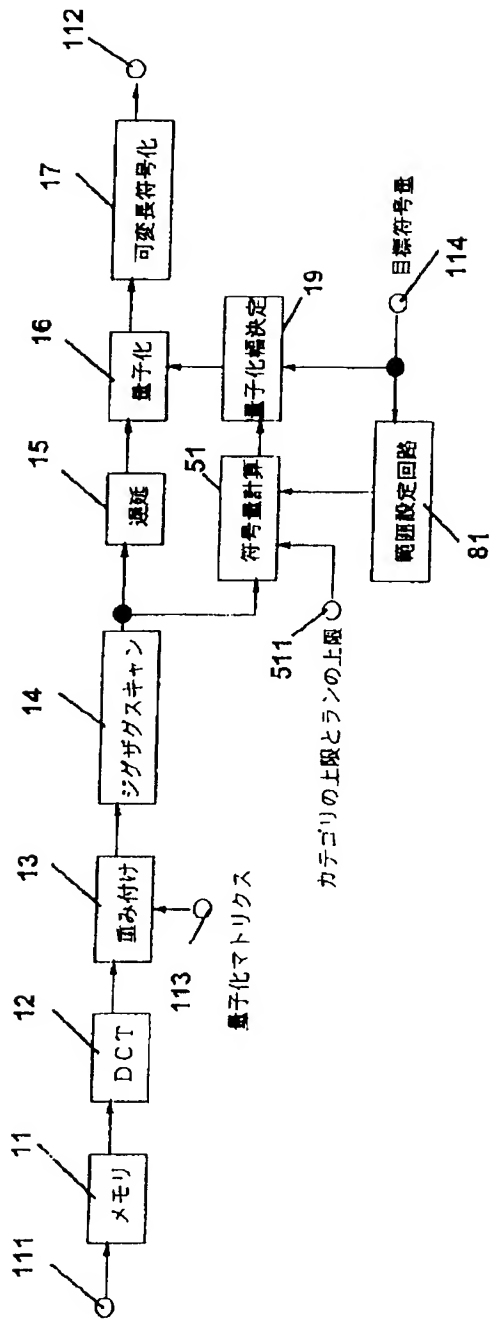 111
11
メモリ
12
DCT
13
重み付け
113
量子化マトリクス
14
ジグザグスキャン
15
遅延
16
量子化
17
可変長符号化
112
511
カテゴリの上限とランの上限
51
符号量計算
19
量子化幅決定
目標符号量
114
範囲設定回路
81